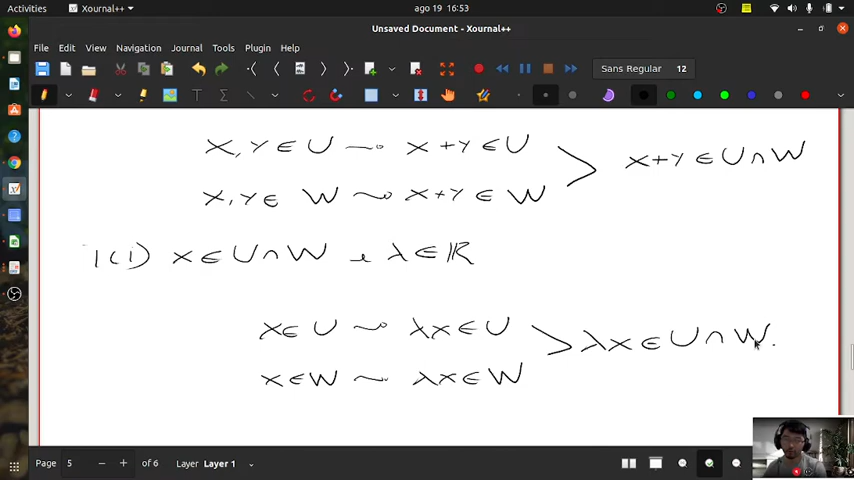 Activities Xournal++ ago 19 16:53
Unsaved Document - Xournal++
File Edit View Navigation Journal Tools Plugin Help
Sans Regular 12
x, y ∈ U ⤳ x + y ∈ U
x + y ∈ U ∩ W
x, y ∈ W ⤳ x + y ∈ W
x ∈ U ∩ W e λ ∈ ℝ
x ∈ U ⤳ λx ∈ U
> λx ∈ U ∩ W.
x ∈ W ⤳ λx ∈ W
Page 5 of 6 Layer Layer 1